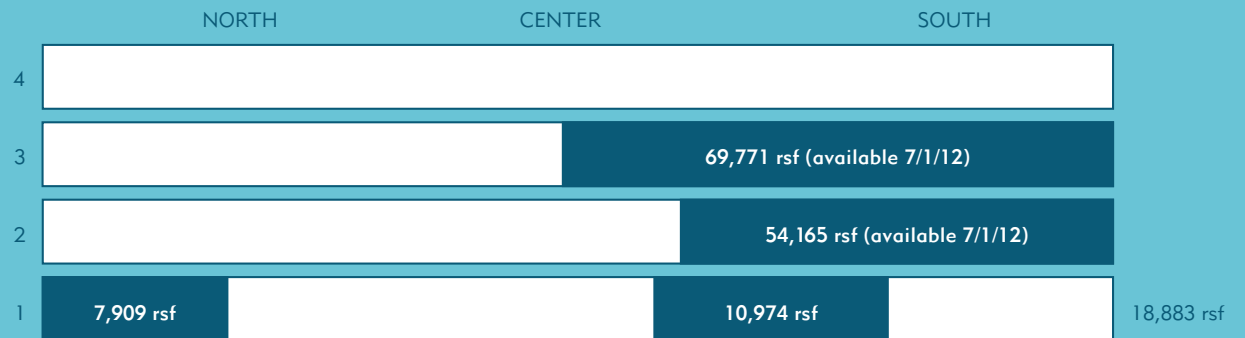 NORTH CENTER SOUTH
4
3 69,771 rsf (available 7/1/12)
2 54,165 rsf (available 7/1/12)
1 7,909 rsf 10,974 rsf 18,883 rsf